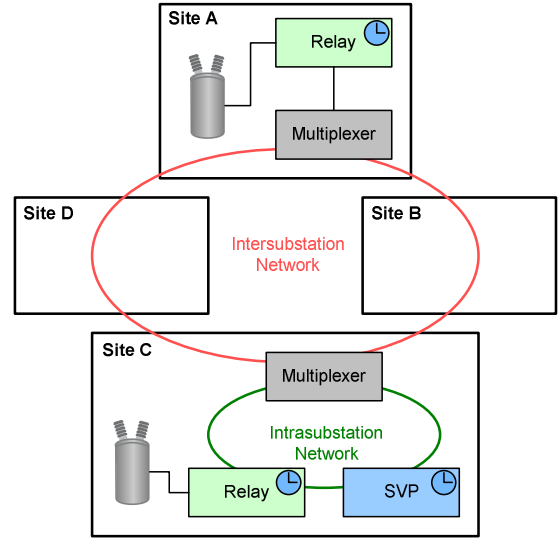 Site A
Relay
Multiplexer
Site D
Intersubstation
Network
Site B
Site C
Multiplexer
Intrasubstation
Network
Relay
SVP